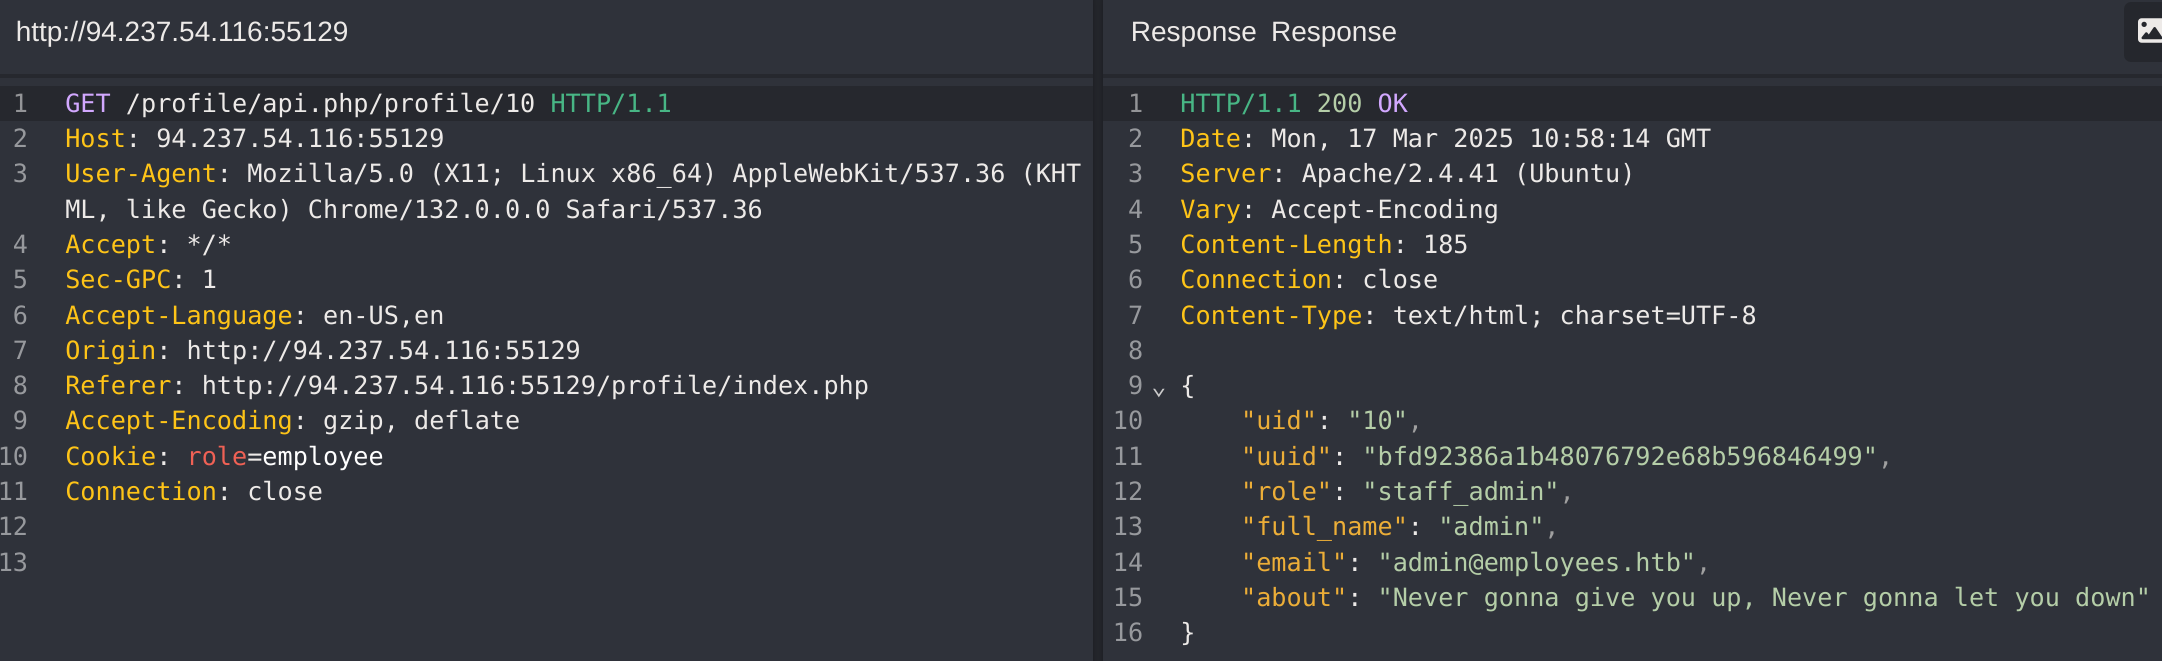 http://94.237.54.116:55129
1 GET /profile/api.php/profile/10 HTTP/1.1
2 Host: 94.237.54.116:55129
3 User-Agent: Mozilla/5.0 (X11; Linux x86_64) AppleWebKit/537.36 (KHT
ML, like Gecko) Chrome/132.0.0.0 Safari/537.36
4 Accept: */*
5 Sec-GPC: 1
6 Accept-Language: en-US,en
7 Origin: http://94.237.54.116:55129
8 Referer: http://94.237.54.116:55129/profile/index.php
9 Accept-Encoding: gzip, deflate
10 Cookie: role=employee
11 Connection: close
12
13
Response Response
1 HTTP/1.1 200 OK
2 Date: Mon, 17 Mar 2025 10:58:14 GMT
3 Server: Apache/2.4.41 (Ubuntu)
4 Vary: Accept-Encoding
5 Content-Length: 185
6 Connection: close
7 Content-Type: text/html; charset=UTF-8
8
9 {
10 "uid": "10",
11 "uuid": "bfd92386a1b48076792e68b596846499",
12 "role": "staff_admin",
13 "full_name": "admin",
14 "email": "admin@employees.htb",
15 "about": "Never gonna give you up, Never gonna let you down"
16 }